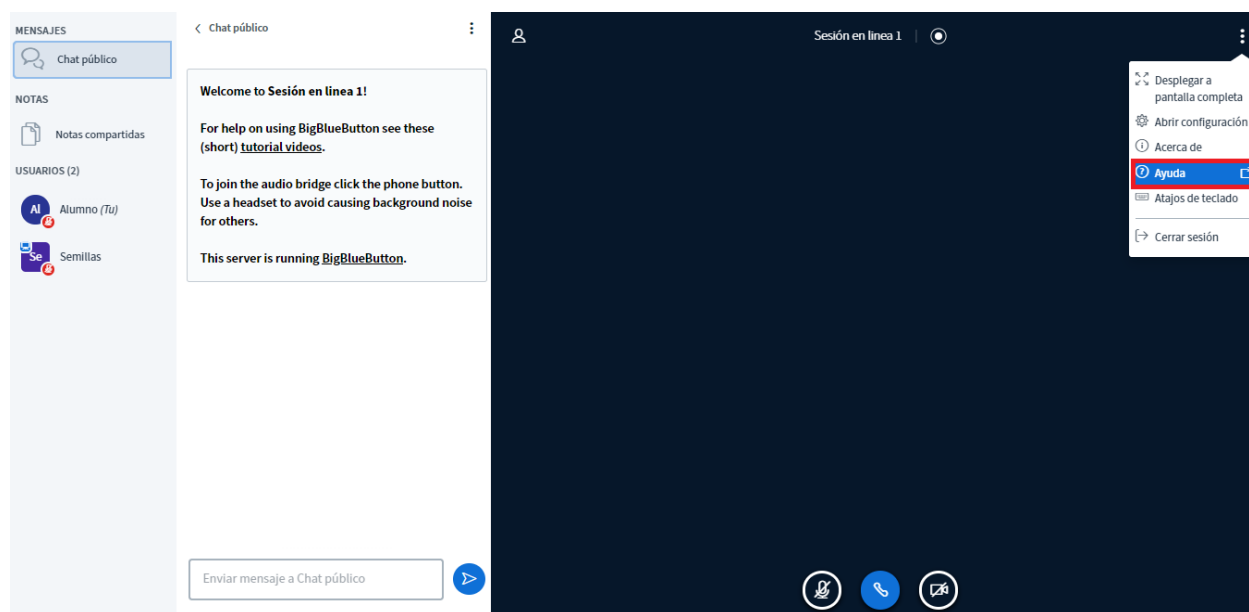 MENSAJES
Chat público
NOTAS
Notas compartidas
USUARIOS (2)
Al Alumno (Tu)
Se Semillas
Chat público
Welcome to Sesión en linea 1!
For help on using BigBlueButton see these
(short) tutorial videos.
To join the audio bridge click the phone button.
Use a headset to avoid causing background noise
for others.
This server is running BigBlueButton.
Enviar mensaje a Chat público
Sesión en linea 1
Desplegar a
pantalla completa
Abrir configuración
Acerca de
Ayuda
Atajos de teclado
Cerrar sesión